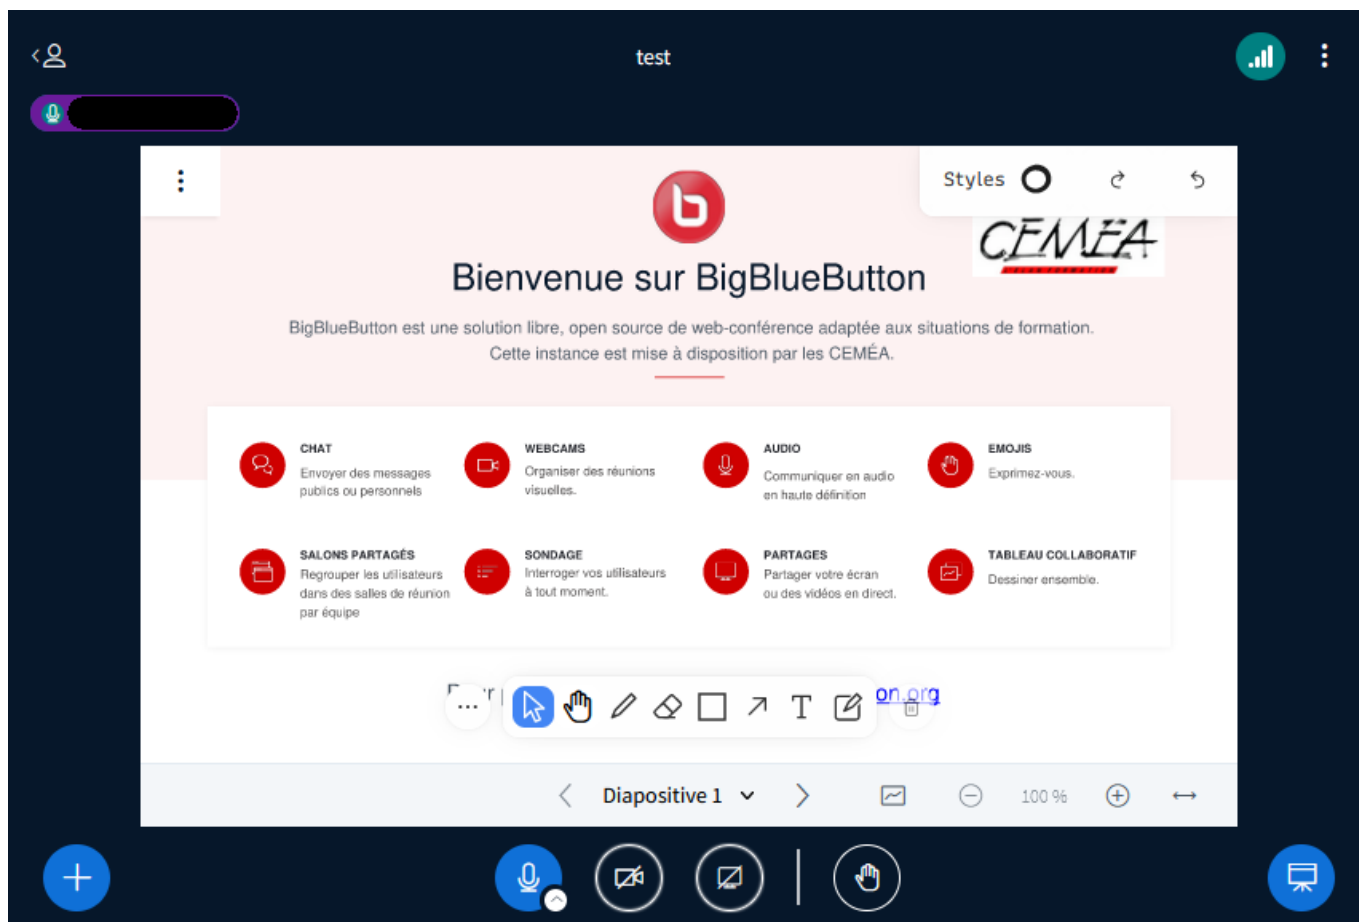 test
Styles
CEMÉA
Bienvenue sur BigBlueButton
BigBlueButton est une solution libre, open source de web-conférence adaptée aux situations de formation.
Cette instance est mise à disposition par les CEMÉA.
CHAT
Envoyer des messages
publics ou personnels
WEBCAMS
Organiser des réunions
visuelles.
AUDIO
Communiquer en audio
en haute définition
EMOJIS
Exprimez-vous.
SALONS PARTAGÉS
Regrouper les utilisateurs
dans des salles de réunion
par équipe
SONDAGE
Interroger vos utilisateurs
à tout moment.
PARTAGES
Partager votre écran
ou des vidéos en direct.
TABLEAU COLLABORATIF
Dessiner ensemble.
on.org
Diapositive 1
100 %